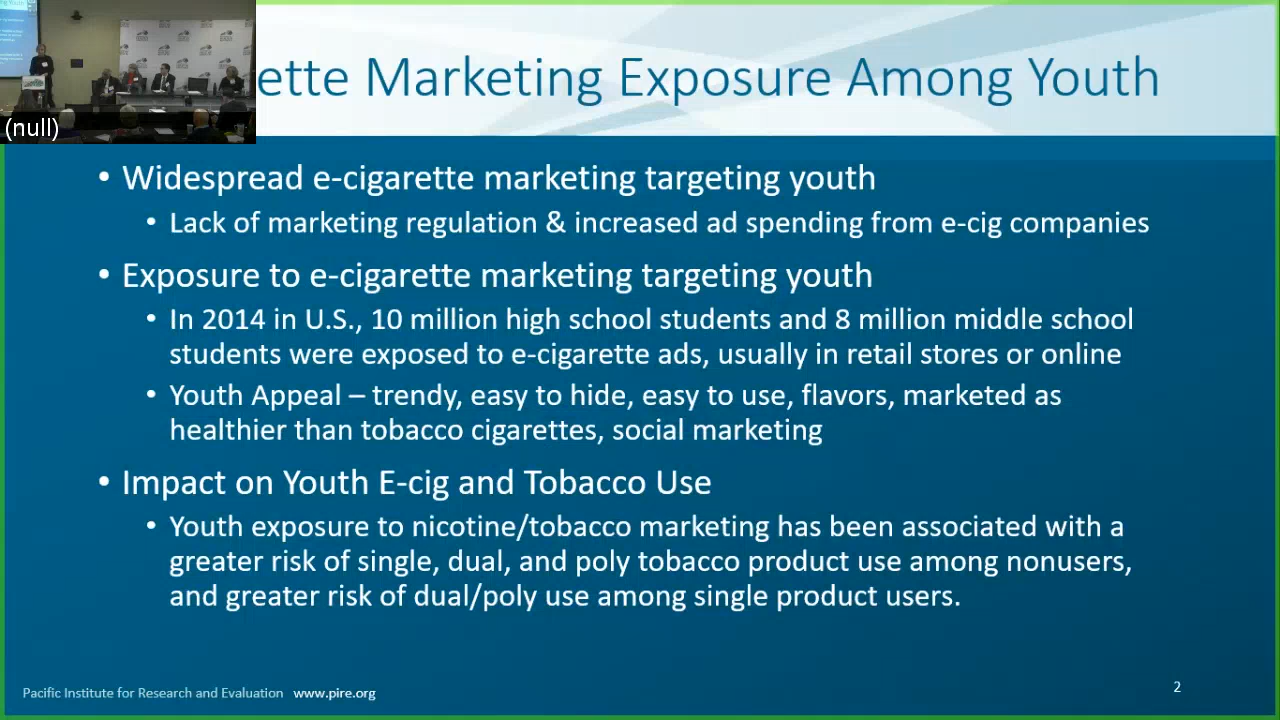 ette Marketing Exposure Among Youth
(null)
• Widespread e-cigarette marketing targeting youth
• Lack of marketing regulation & increased ad spending from e-cig companies
• Exposure to e-cigarette marketing targeting youth
• In 2014 in U.S., 10 million high school students and 8 million middle school
students were exposed to e-cigarette ads, usually in retail stores or online
• Youth Appeal – trendy, easy to hide, easy to use, flavors, marketed as
healthier than tobacco cigarettes, social marketing
• Impact on Youth E-cig and Tobacco Use
• Youth exposure to nicotine/tobacco marketing has been associated with a
greater risk of single, dual, and poly tobacco product use among nonusers,
and greater risk of dual/poly use among single product users.
Pacific Institute for Research and Evaluation www.pire.org
2